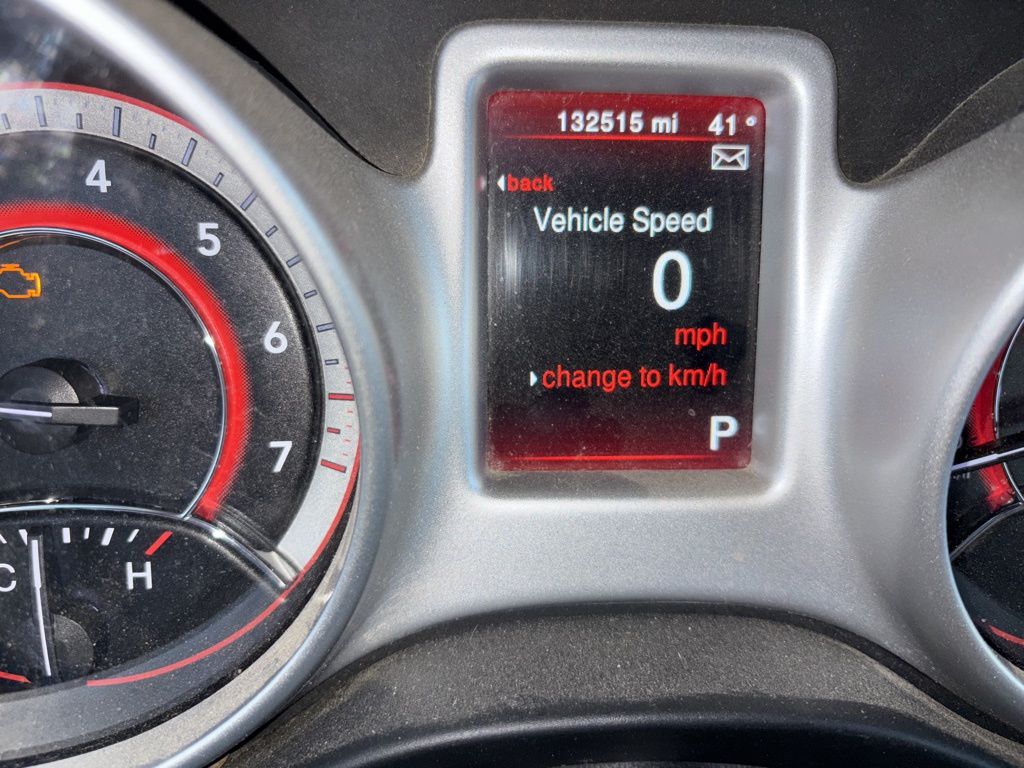 132515 mi 41°
back
Vehicle Speed
0
mph
change to km/h
P
4
5
6
7
C
H